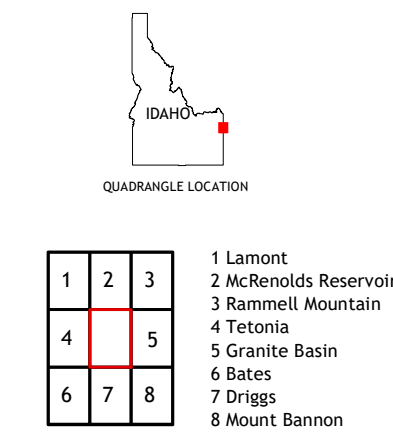 IDAHO
QUADRANGLE LOCATION
1 2 3
4 5
6 7 8
1 Lamont
2 McRenolds Reservoir
3 Rammell Mountain
4 Tetonia
5 Granite Basin
6 Bates
7 Driggs
8 Mount Bannon